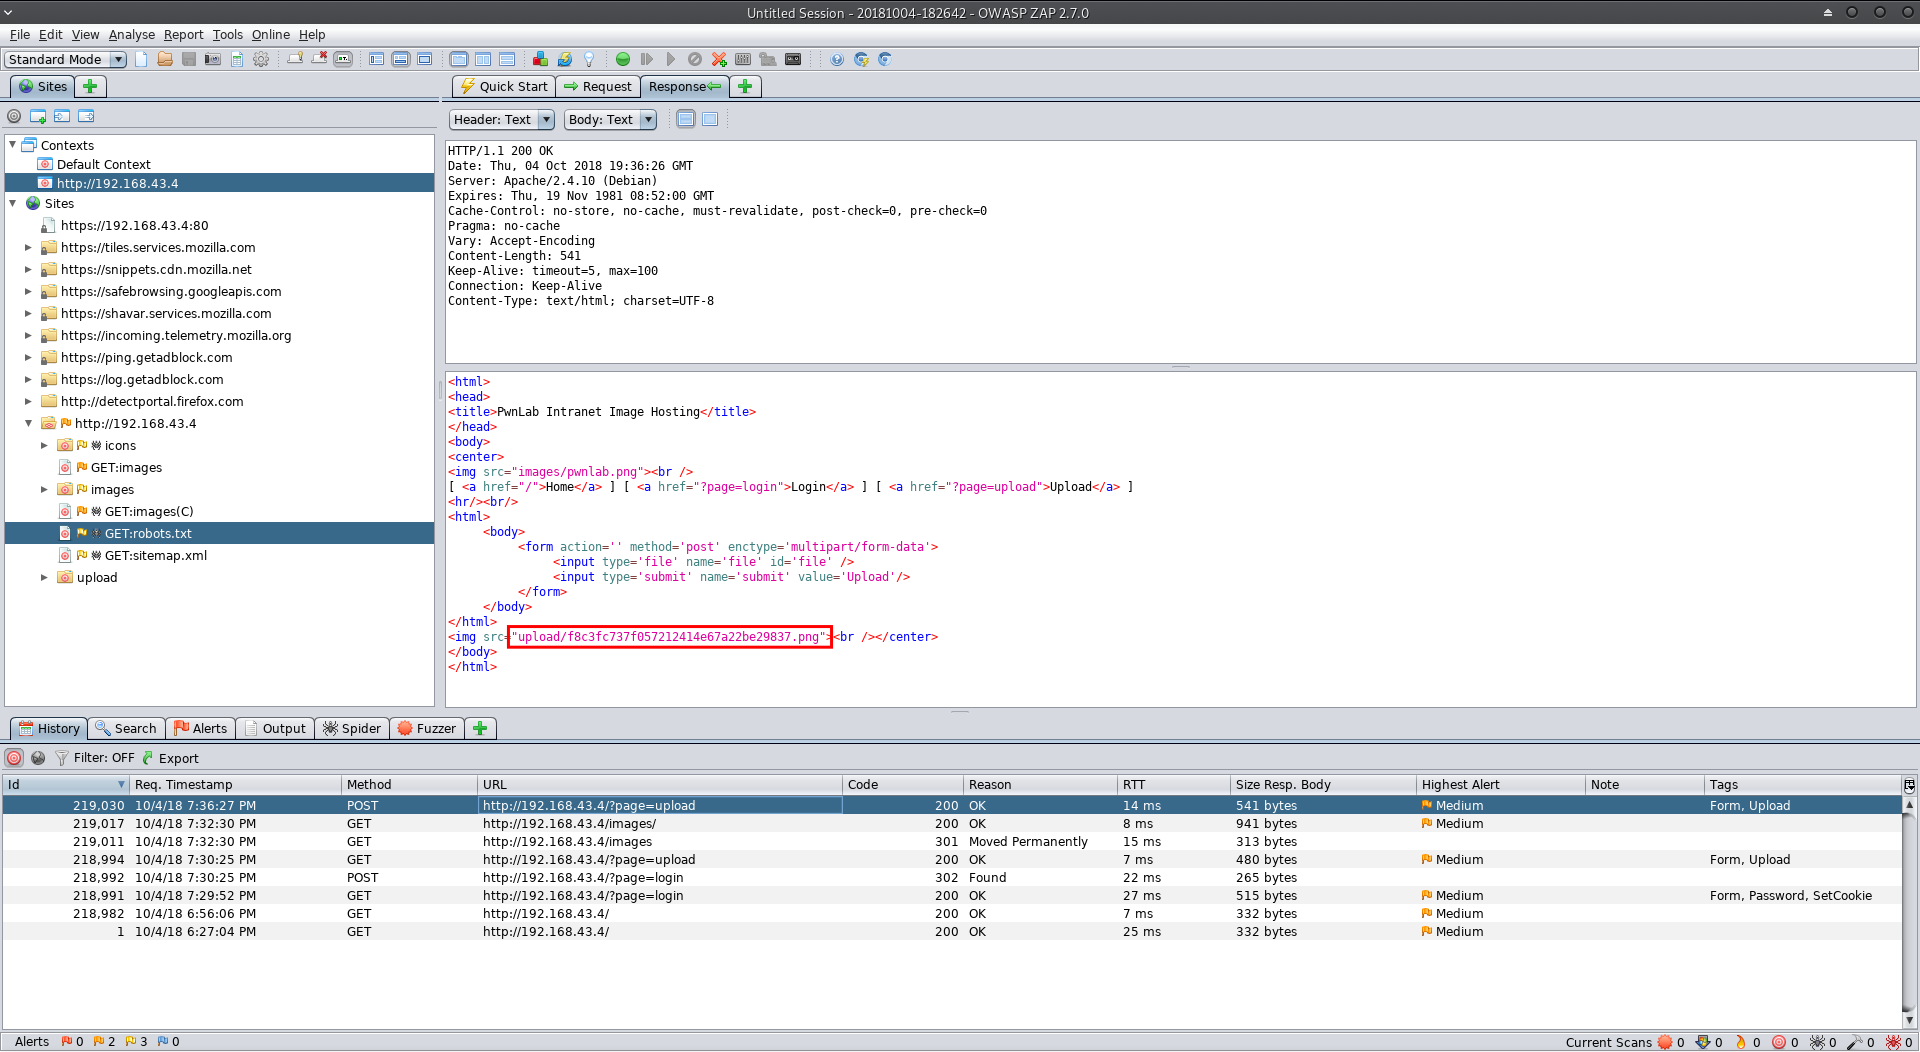 Untitled Session - 20181004-182642 - OWASP ZAP 2.7.0
File Edit View Analyse Report Tools Online Help
Standard Mode
Sites
Quick Start Request Response
Header: Text Body: Text
Contexts
Default Context
http://192.168.43.4
Sites
https://192.168.43.4:80
https://tiles.services.mozilla.com
https://snippets.cdn.mozilla.net
https://safebrowsing.googleapis.com
https://shavar.services.mozilla.com
https://incoming.telemetry.mozilla.org
https://ping.getadblock.com
https://log.getadblock.com
http://detectportal.firefox.com
http://192.168.43.4
icons
GET:images
images
GET:images(C)
GET:robots.txt
GET:sitemap.xml
upload
HTTP/1.1 200 OK
Date: Thu, 04 Oct 2018 19:36:26 GMT
Server: Apache/2.4.10 (Debian)
Expires: Thu, 19 Nov 1981 08:52:00 GMT
Cache-Control: no-store, no-cache, must-revalidate, post-check=0, pre-check=0
Pragma: no-cache
Vary: Accept-Encoding
Content-Length: 541
Keep-Alive: timeout=5, max=100
Connection: Keep-Alive
Content-Type: text/html; charset=UTF-8
<html>
<head>
<title>PwnLab Intranet Image Hosting</title>
</head>
<body>
<center>
<img src="images/pwnlab.png"><br />
[ <a href="/">Home</a> ] [ <a href="?page=login">Login</a> ] [ <a href="?page=upload">Upload</a> ]
<hr/><br/>
<html>
<body>
<form action='' method='post' enctype='multipart/form-data'>
<input type='file' name='file' id='file' />
<input type='submit' name='submit' value='Upload'/>
</form>
</body>
</html>
<img src="upload/f8c3fc737f057212414e67a22be29837.png"><br /></center>
</body>
</html>
History Search Alerts Output Spider Fuzzer
Filter: OFF Export
Id Req. Timestamp Method URL Code Reason RTT Size Resp. Body Highest Alert Note Tags
219,030 10/4/18 7:36:27 PM POST http://192.168.43.4/?page=upload 200 OK 14 ms 541 bytes Medium Form, Upload
219,017 10/4/18 7:32:30 PM GET http://192.168.43.4/images/ 200 OK 8 ms 941 bytes Medium
219,011 10/4/18 7:32:30 PM GET http://192.168.43.4/images 301 Moved Permanently 15 ms 313 bytes
218,994 10/4/18 7:30:25 PM GET http://192.168.43.4/?page=upload 200 OK 7 ms 480 bytes Medium Form, Upload
218,992 10/4/18 7:30:25 PM POST http://192.168.43.4/?page=login 302 Found 22 ms 265 bytes
218,991 10/4/18 7:29:52 PM GET http://192.168.43.4/?page=login 200 OK 27 ms 515 bytes Medium Form, Password, SetCookie
218,982 10/4/18 6:56:06 PM GET http://192.168.43.4/ 200 OK 7 ms 332 bytes Medium
1 10/4/18 6:27:04 PM GET http://192.168.43.4/ 200 OK 25 ms 332 bytes Medium
Alerts 0 2 3 0 Current Scans 0 0 0 0 0 0 0